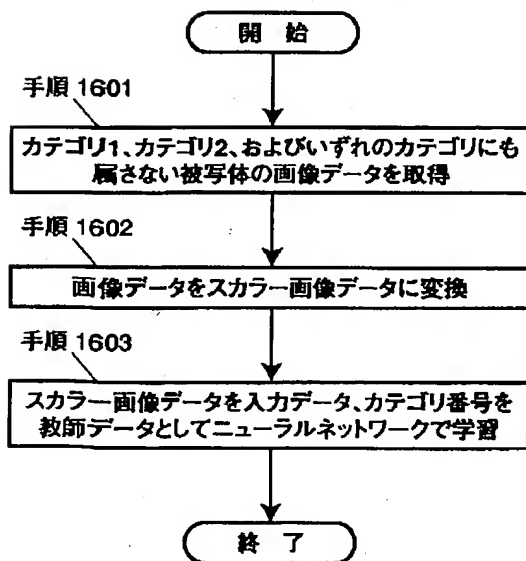 開 始
手順 1601
カテゴリ1、カテゴリ2、およびいずれのカテゴリにも
属さない被写体の画像データを取得
手順 1602
画像データをスカラー画像データに変換
手順 1603
スカラー画像データを入力データ、カテゴリ番号を
教師データとしてニューラルネットワークで学習
終 了